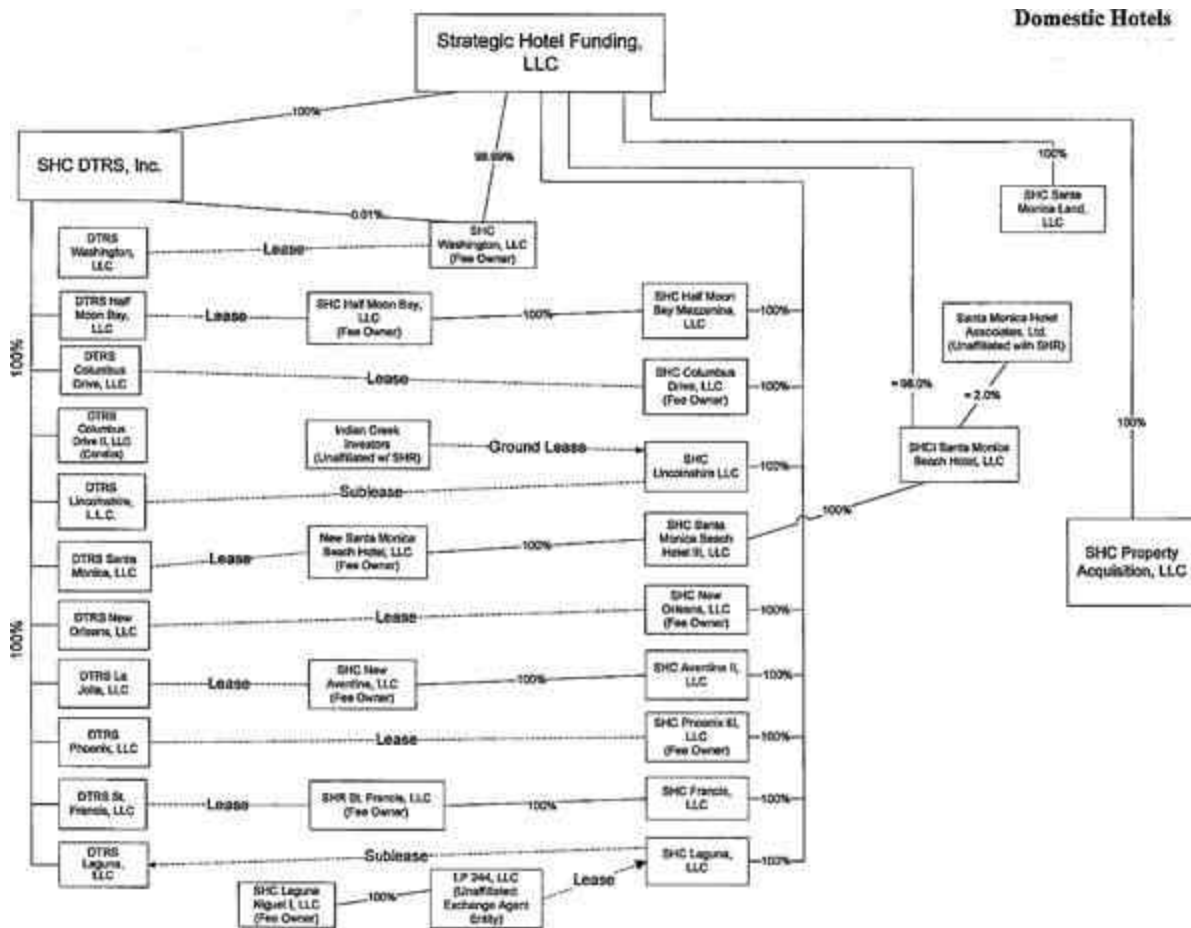 Domestic Hotels
Strategic Hotel Funding,
LLC
100%
SHC DTRS, Inc.
99.99%
100%
SHC Santa
Monica Land,
LLC
0.01%
SHC
Washington, LLC
(Fee Owner)
DTRS
Washington,
LLC
Lease
DTRS Half
Moon Bay,
LLC
Lease
SHC Half Moon Bay,
LLC
(Fee Owner)
100%
SHC Half Moon
Bay Mezzanine,
LLC
100%
Santa Monica Hotel
Associates, Ltd.
(Unaffiliated with SHR)
100%
DTRS
Columbus
Drive, LLC
Lease
SHC Columbus
Drive, LLC
(Fee Owner)
100%
= 98.0%
= 2.0%
DTRS
Columbus
Drive II, LLC
(Condos)
Indian Creek
Investors
(Unaffiliated w/ SHR)
Ground Lease
SHC
Lincolnshire LLC
100%
SHCI Santa Monica
Beach Hotel, LLC
100%
DTRS
Lincolnshire,
L.L.C.
Sublease
DTRS Santa
Monica, LLC
Lease
New Santa Monica
Beach Hotel, LLC
(Fee Owner)
100%
SHC Santa
Monica Beach
Hotel III, LLC
100%
SHC Property
Acquisition, LLC
100%
DTRS New
Orleans, LLC
Lease
SHC New
Orleans, LLC
(Fee Owner)
100%
DTRS La
Jolla, LLC
Lease
SHC New
Aventine, LLC
(Fee Owner)
100%
SHC Aventine II,
LLC
100%
DTRS
Phoenix, LLC
Lease
SHC Phoenix III,
LLC
(Fee Owner)
100%
DTRS St.
Francis, LLC
Lease
SHR St. Francis, LLC
(Fee Owner)
100%
SHC Francis,
LLC
100%
DTRS
Laguna,
LLC
Sublease
SHC Laguna,
LLC
100%
SHC Laguna
Niguel I, LLC
(Fee Owner)
100%
244, LLC
(Unaffiliated
Exchange Agent
Entity)
Lease